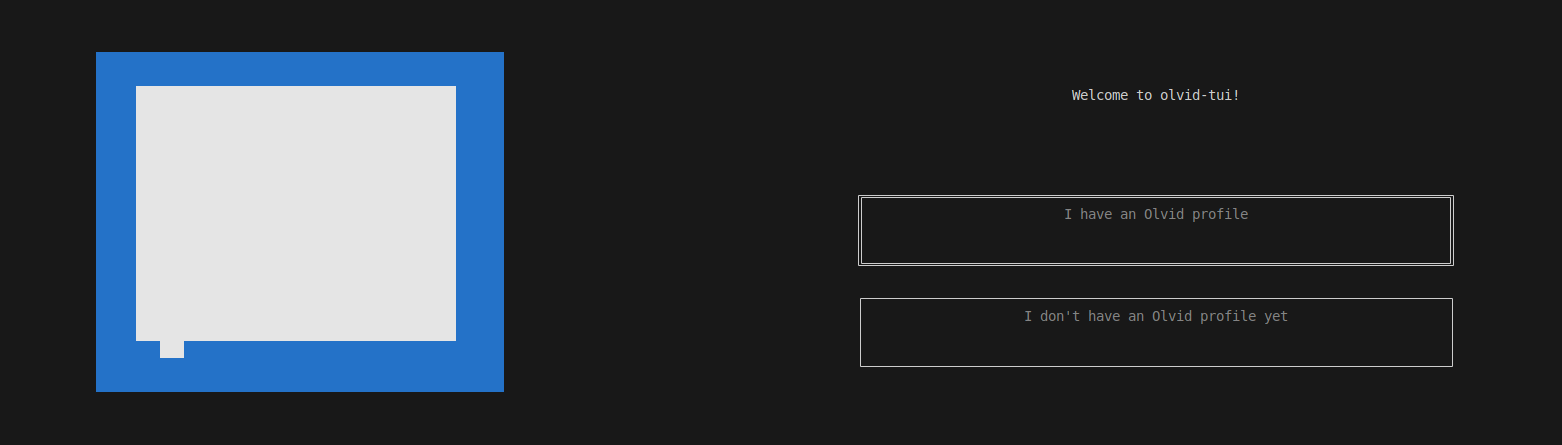 Welcome to olvid-tui!
I have an Olvid profile
I don't have an Olvid profile yet